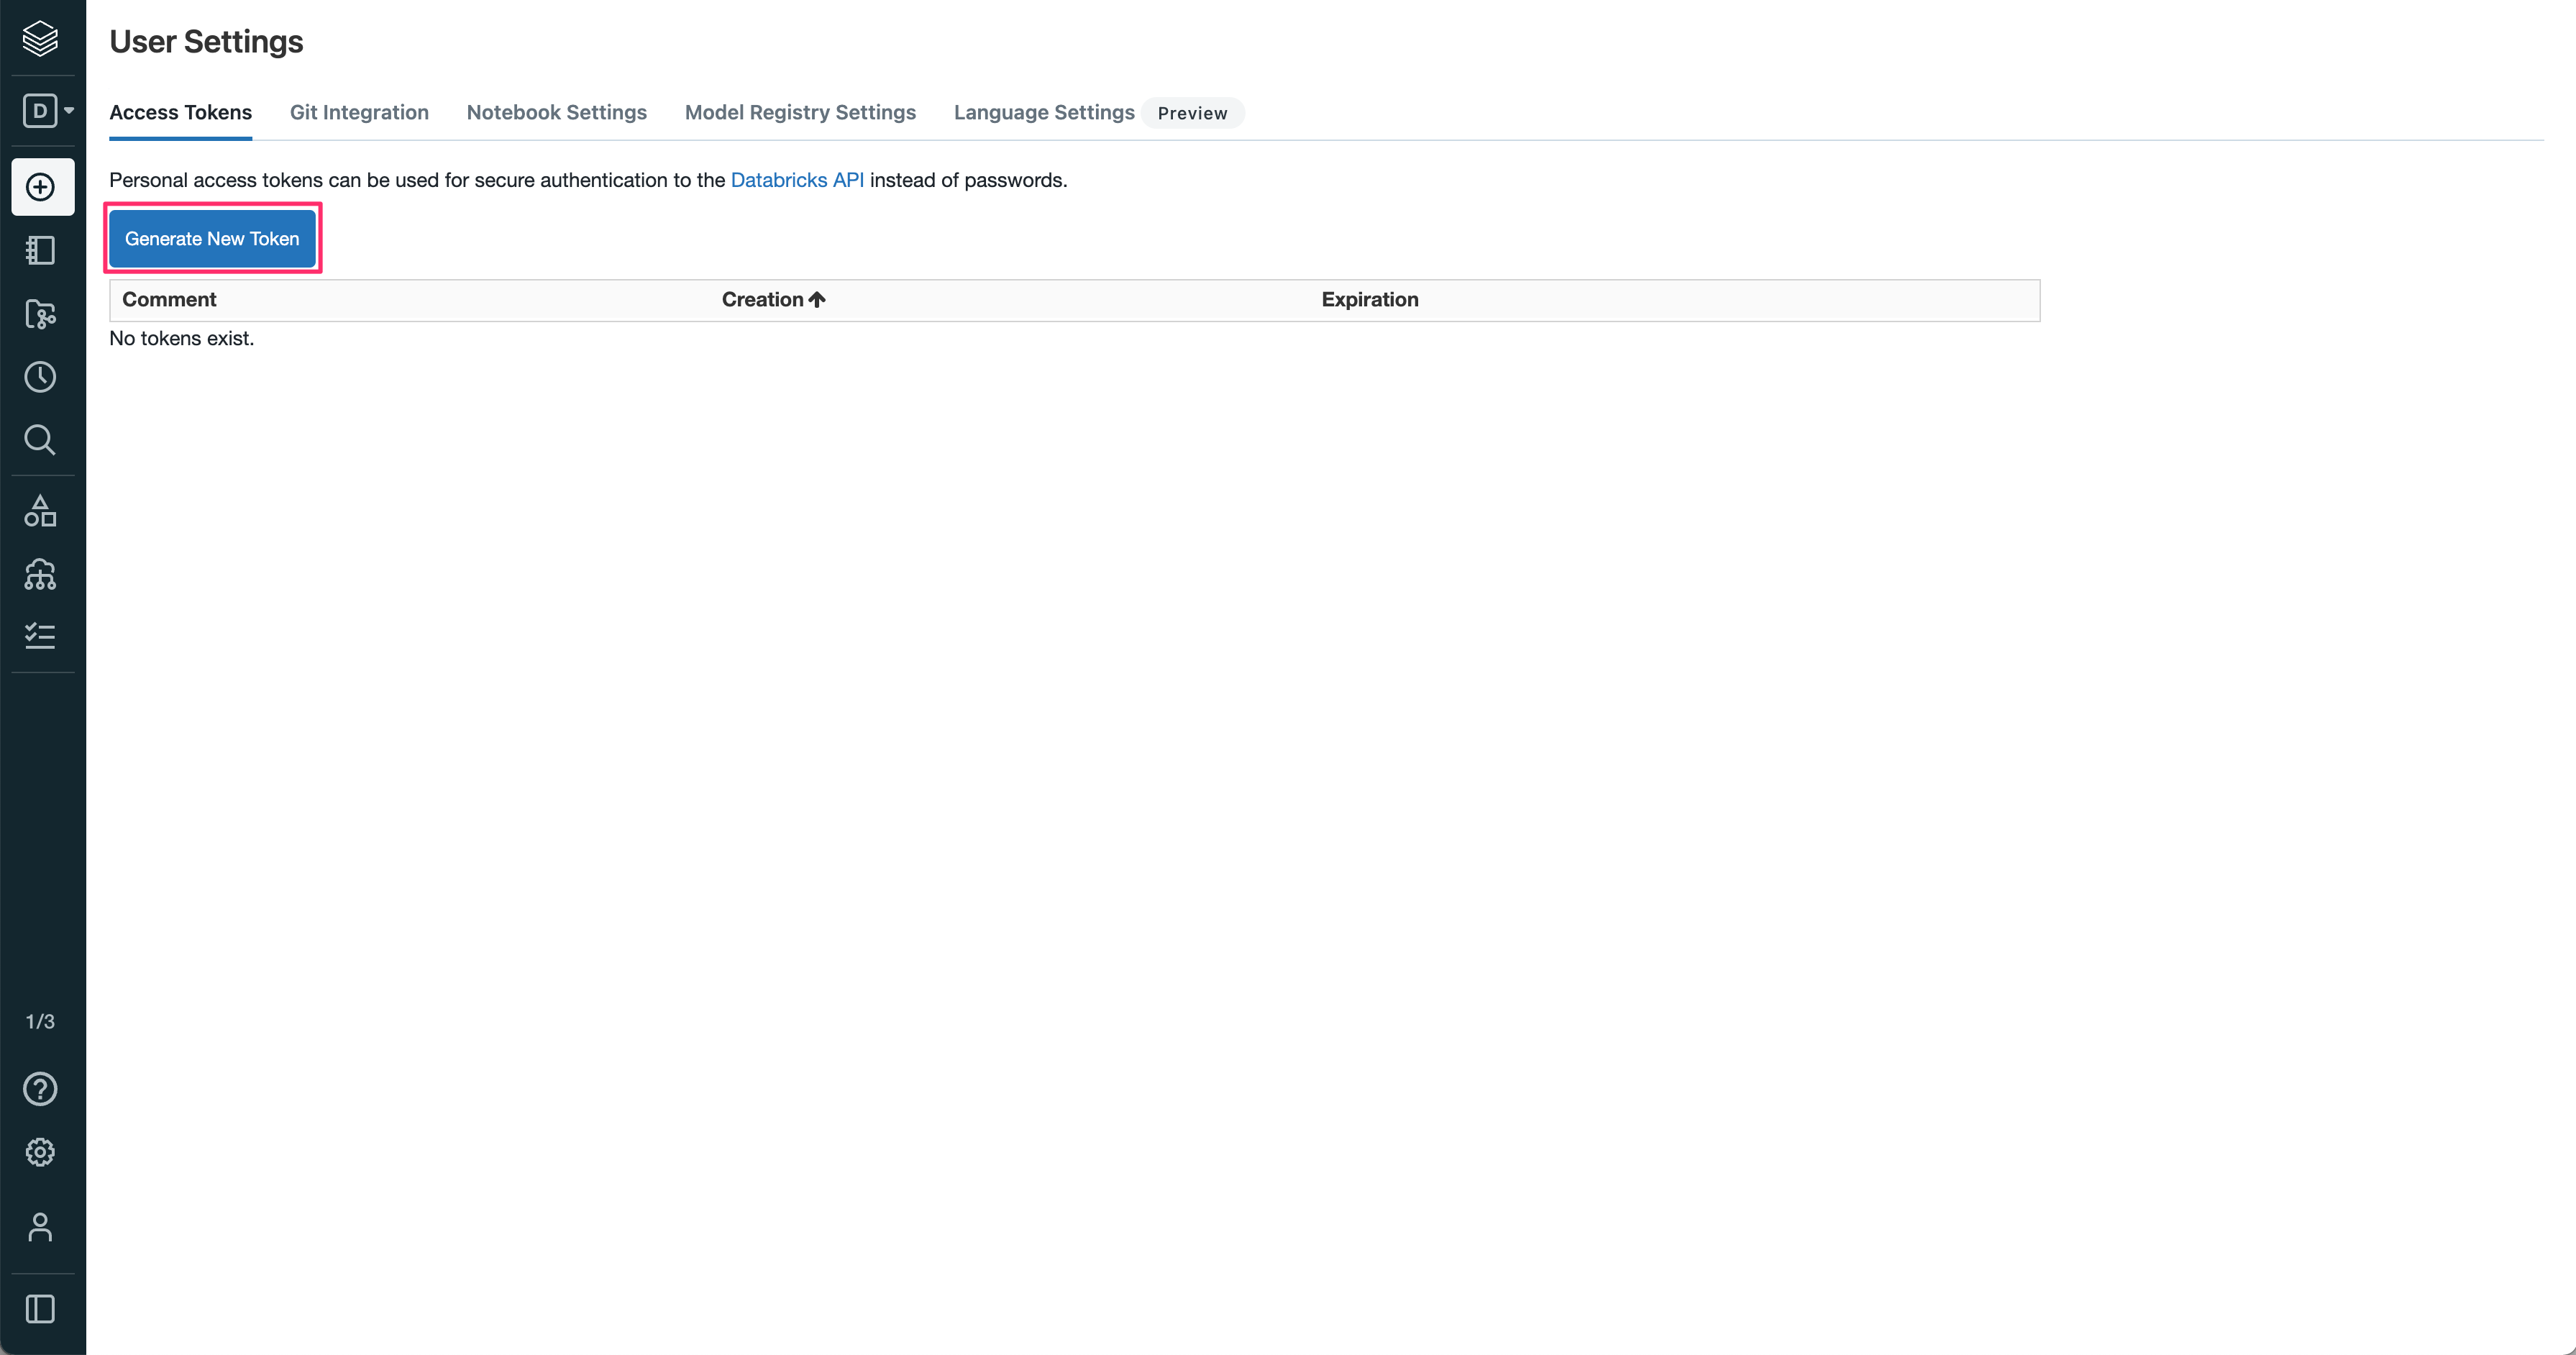 User Settings
D
Access Tokens Git Integration Notebook Settings Model Registry Settings Language Settings Preview
Personal access tokens can be used for secure authentication to the Databricks API instead of passwords.
Generate New Token
Comment Creation Expiration
No tokens exist.
1/3